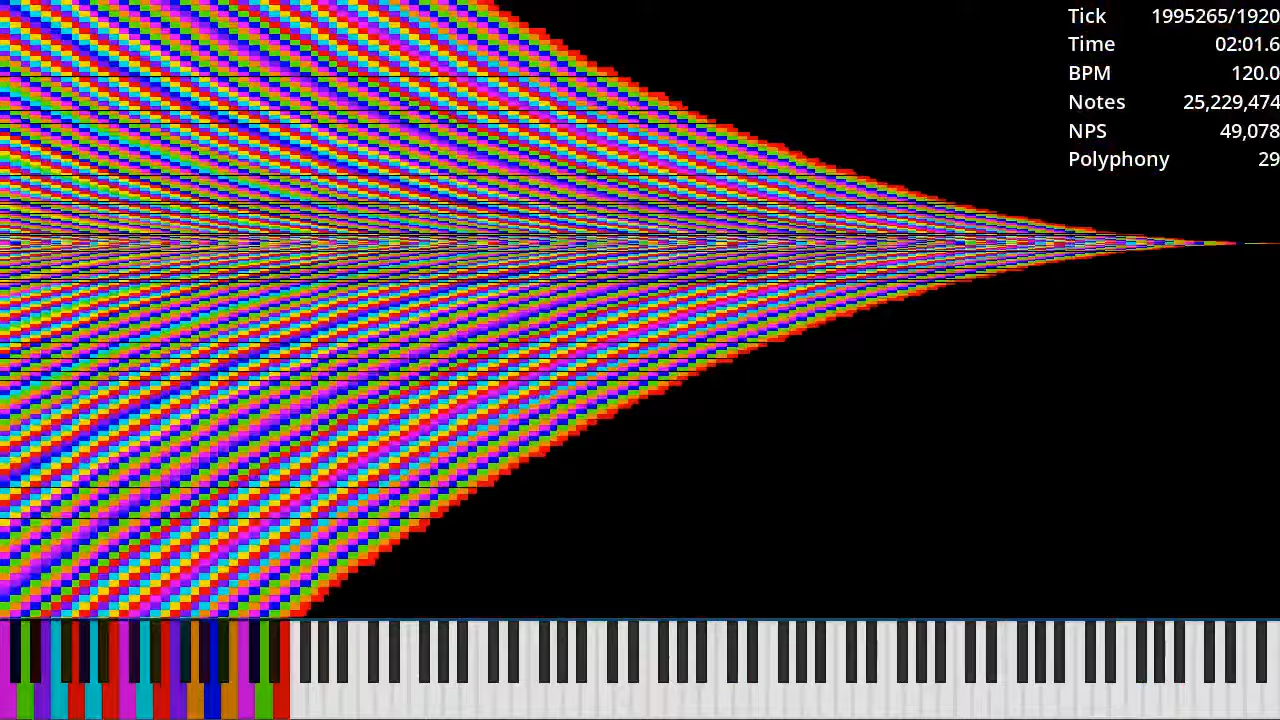 Tick 1995265/1920
Time 02:01.6
BPM 120.0
Notes 25,229,474
NPS 49,078
Polyphony 29